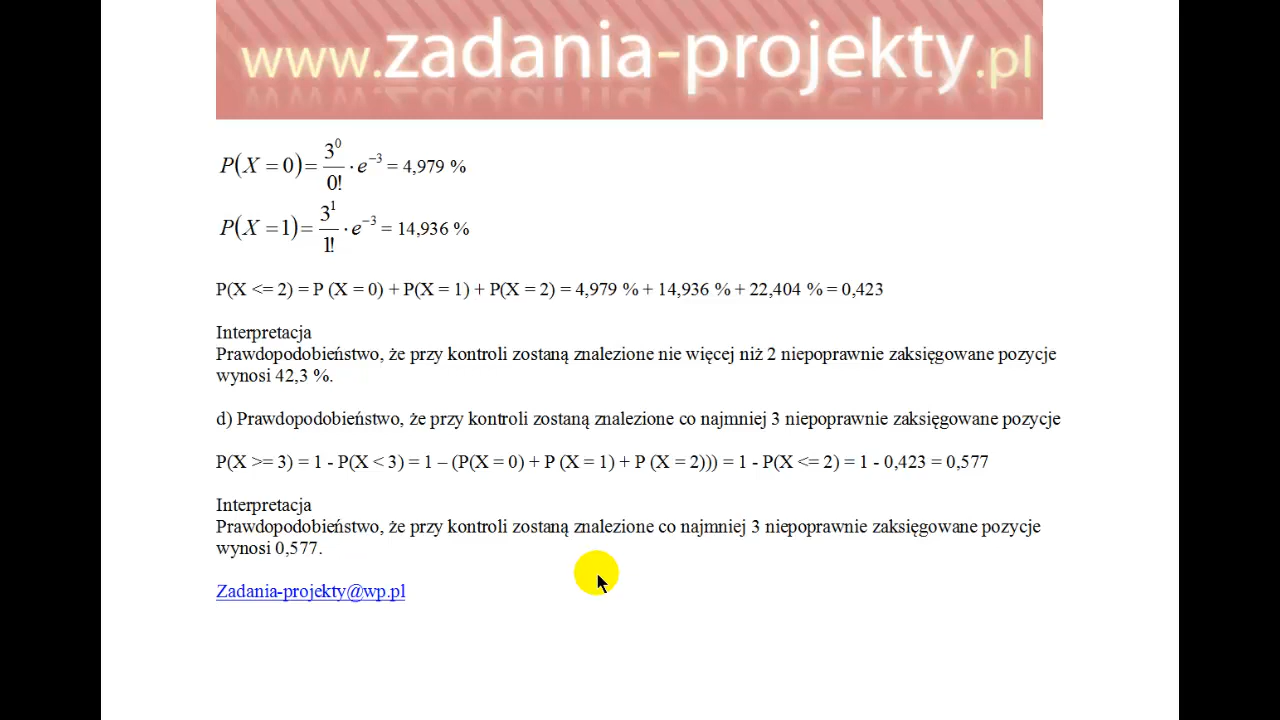 www.zadania-projekty.pl
P(X = 0) = 3^0/0! · e^−3 = 4,979 %
P(X = 1) = 3^1/1! · e^−3 = 14,936 %
P(X <= 2) = P (X = 0) + P(X = 1) + P(X = 2) = 4,979 % + 14,936 % + 22,404 % = 0,423
Interpretacja
Prawdopodobieństwo, że przy kontroli zostaną znalezione nie więcej niż 2 niepoprawnie zaksięgowane pozycje
wynosi 42,3 %.
d) Prawdopodobieństwo, że przy kontroli zostaną znalezione co najmniej 3 niepoprawnie zaksięgowane pozycje
P(X >= 3) = 1 - P(X < 3) = 1 – (P(X = 0) + P (X = 1) + P (X = 2))) = 1 - P(X <= 2) = 1 - 0,423 = 0,577
Interpretacja
Prawdopodobieństwo, że przy kontroli zostaną znalezione co najmniej 3 niepoprawnie zaksięgowane pozycje
wynosi 0,577.
Zadania-projekty@wp.pl